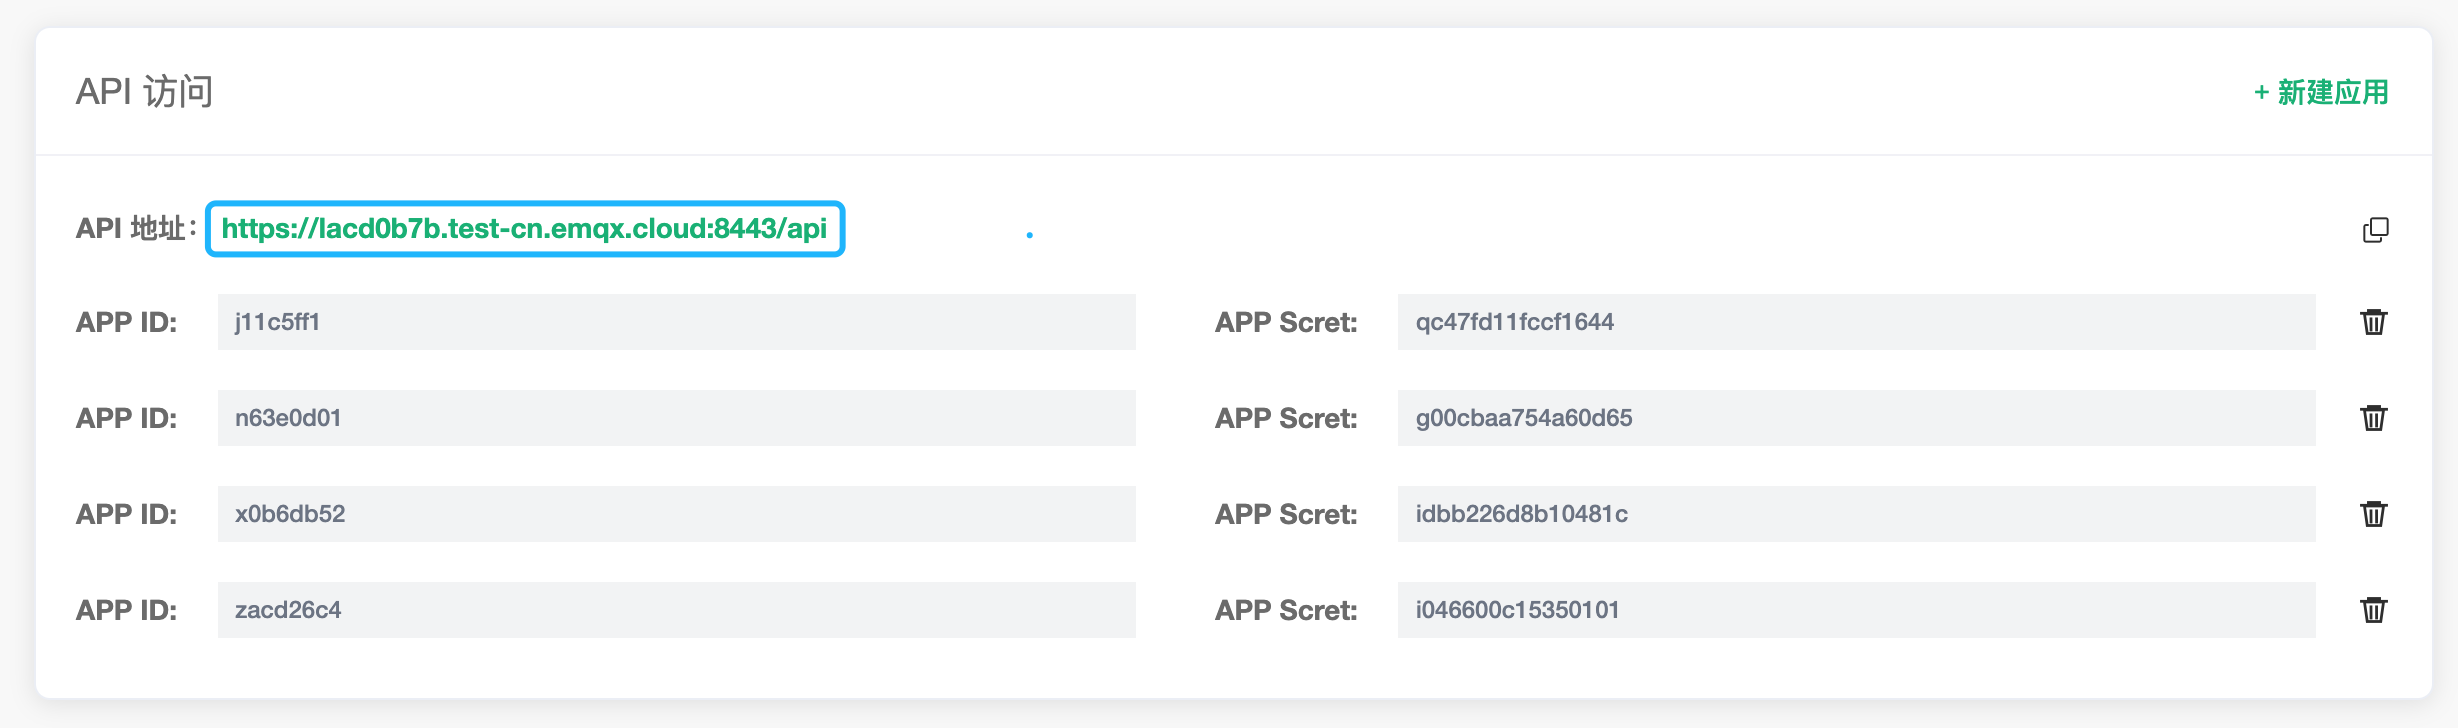 API 访问
+ 新建应用
API 地址: https://lacd0b7b.test-cn.emqx.cloud:8443/api
APP ID: j11c5ff1 APP Scret: qc47fd11fccf1644
APP ID: n63e0d01 APP Scret: g00cbaa754a60d65
APP ID: x0b6db52 APP Scret: idbb226d8b10481c
APP ID: zacd26c4 APP Scret: i046600c15350101